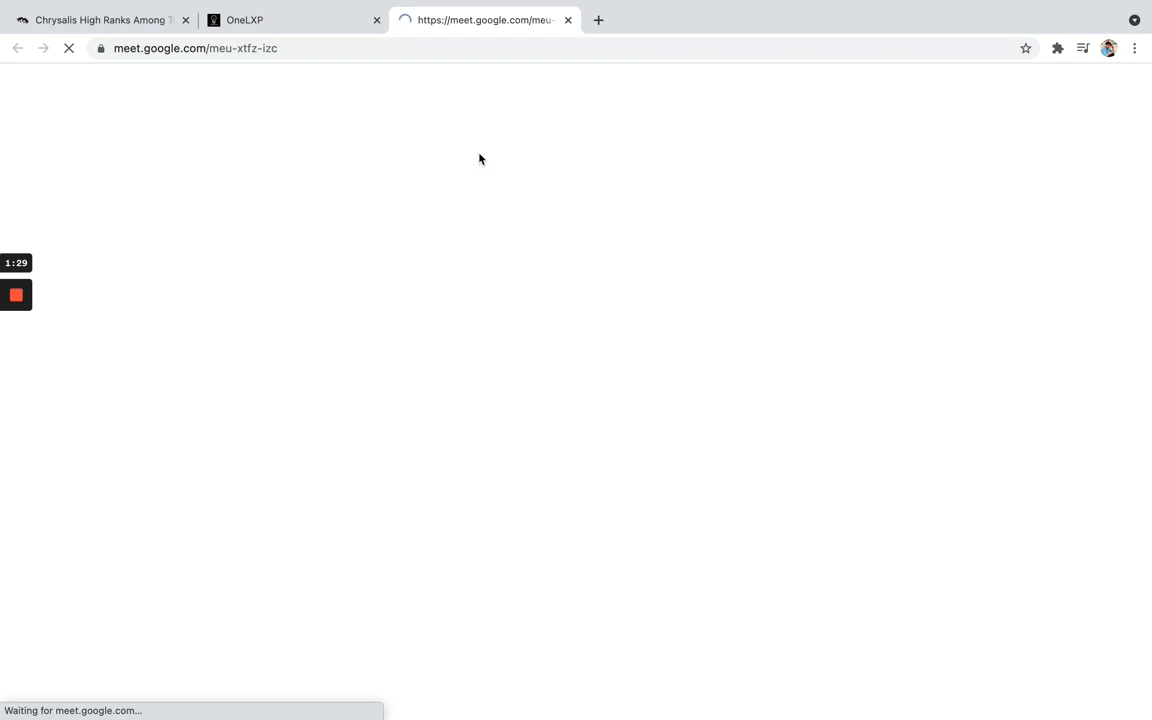 Chrysalis High Ranks Among T
OneLXP
https://meet.google.com/meu-
meet.google.com/meu-xtfz-izc
1:29
Waiting for meet.google.com...